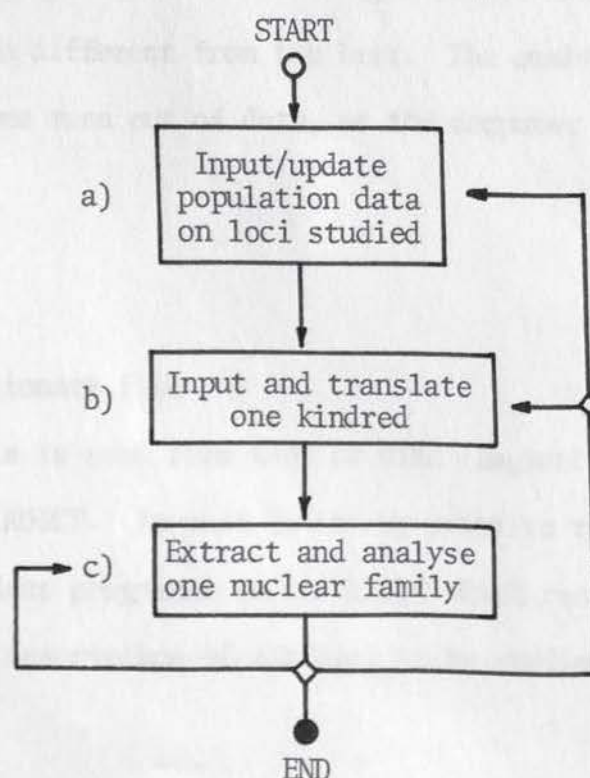 START
a)
Input/update
population data
on loci studied
b)
Input and translate
one kindred
c)
Extract and analyse
one nuclear family
END